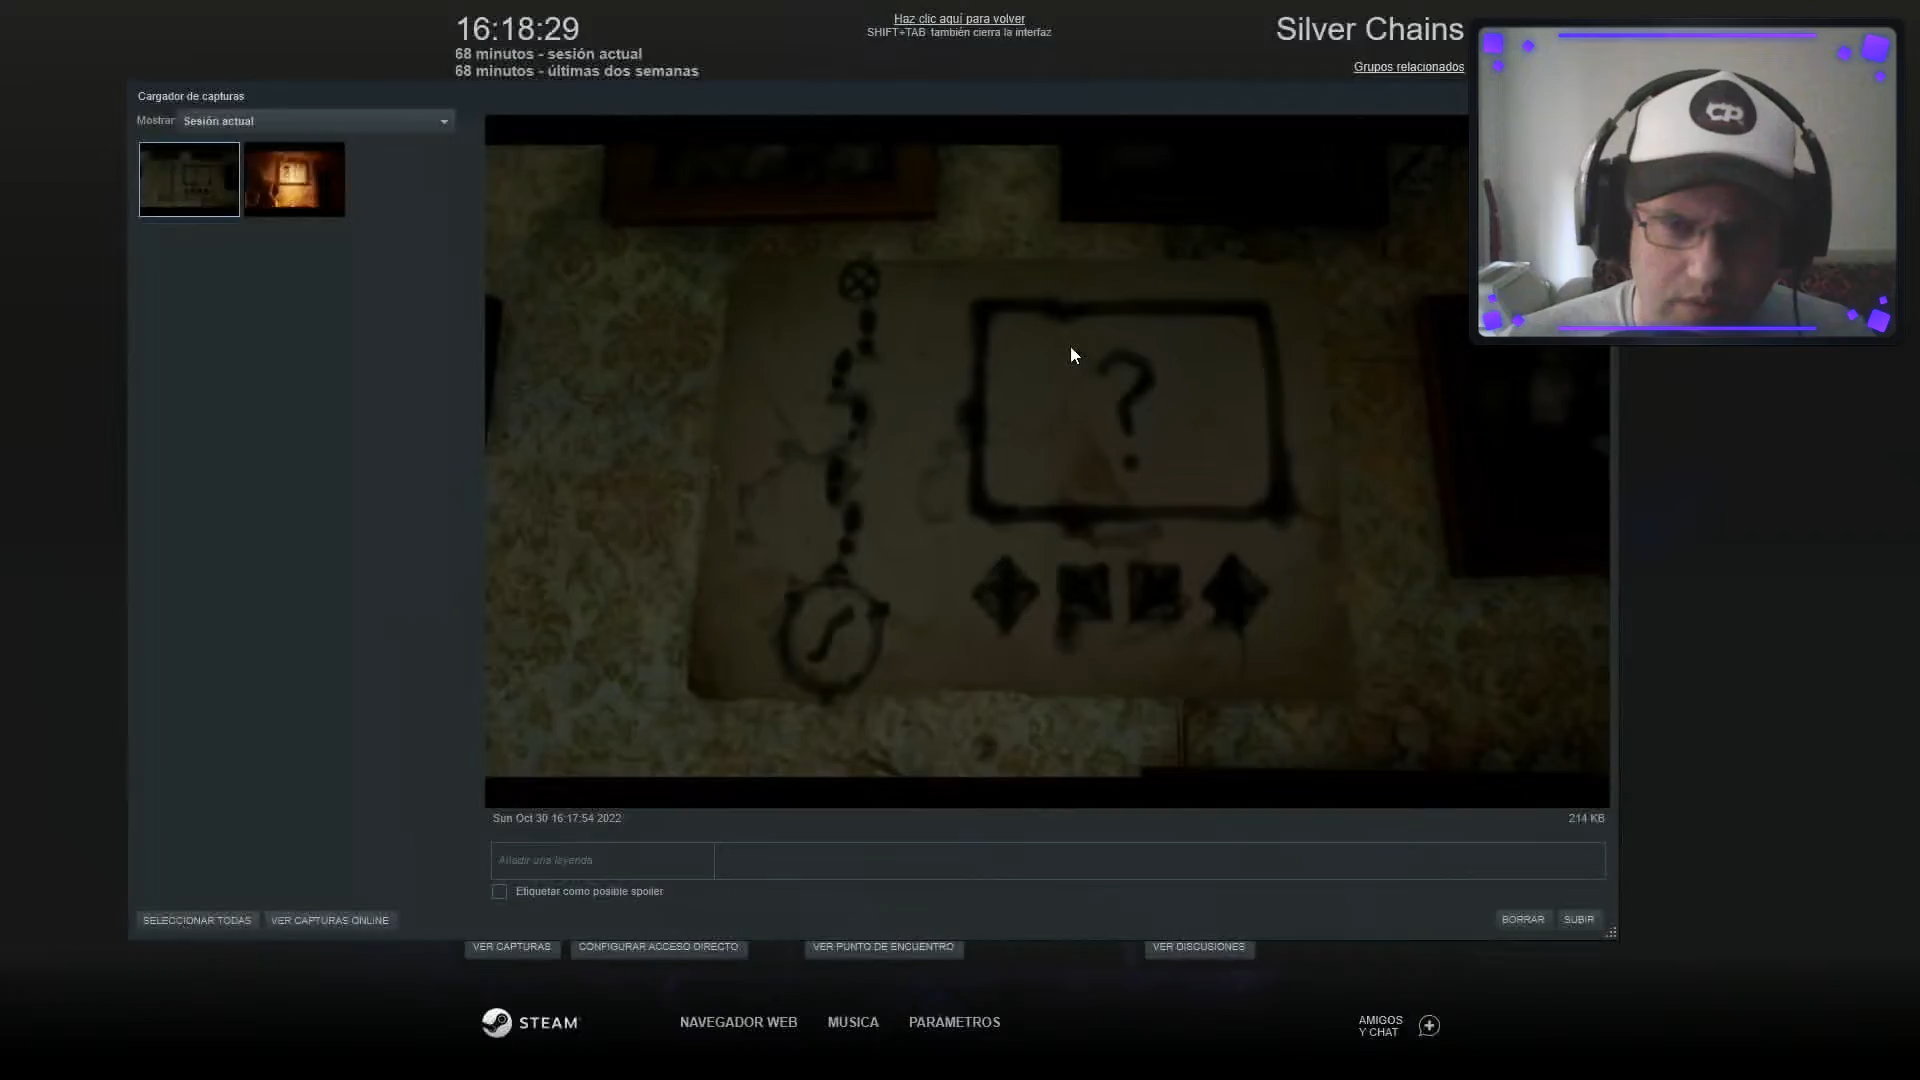 16:18:29
68 minutos - sesión actual
68 minutos - últimas dos semanas
Haz clic aquí para volver
SHIFT+TAB también cierra la interfaz
Silver Chains
Grupos relacionados
Cargador de capturas
Mostrar Sesión actual
CP
?
Sun Oct 30 16:17:54 2022
214 KB
Añadir una leyenda
Etiquetar como posible spoiler
SELECCIONAR TODAS
VER CAPTURAS ONLINE
BORRAR
SUBIR
VER CAPTURAS
CONFIGURAR ACCESO DIRECTO
VER PUNTO DE ENCUENTRO
VER DISCUSIONES
STEAM
NAVEGADOR WEB
MUSICA
PARAMETROS
AMIGOS
Y CHAT